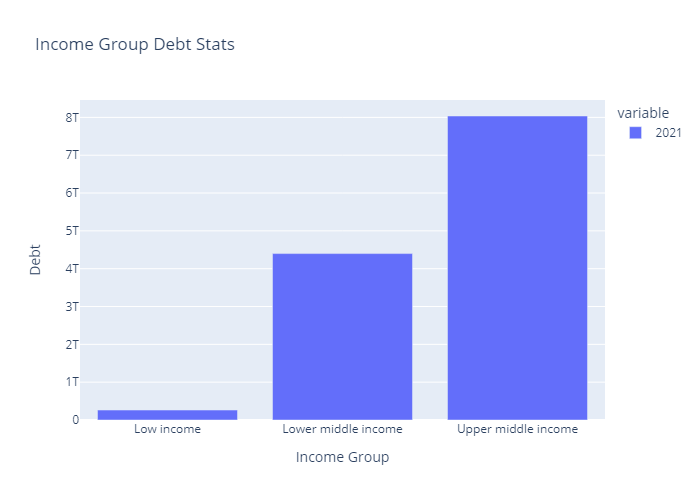 Income Group Debt Stats
variable
2021
8T
7T
6T
5T
4T
3T
2T
1T
0
Debt
Low income
Lower middle income
Upper middle income
Income Group